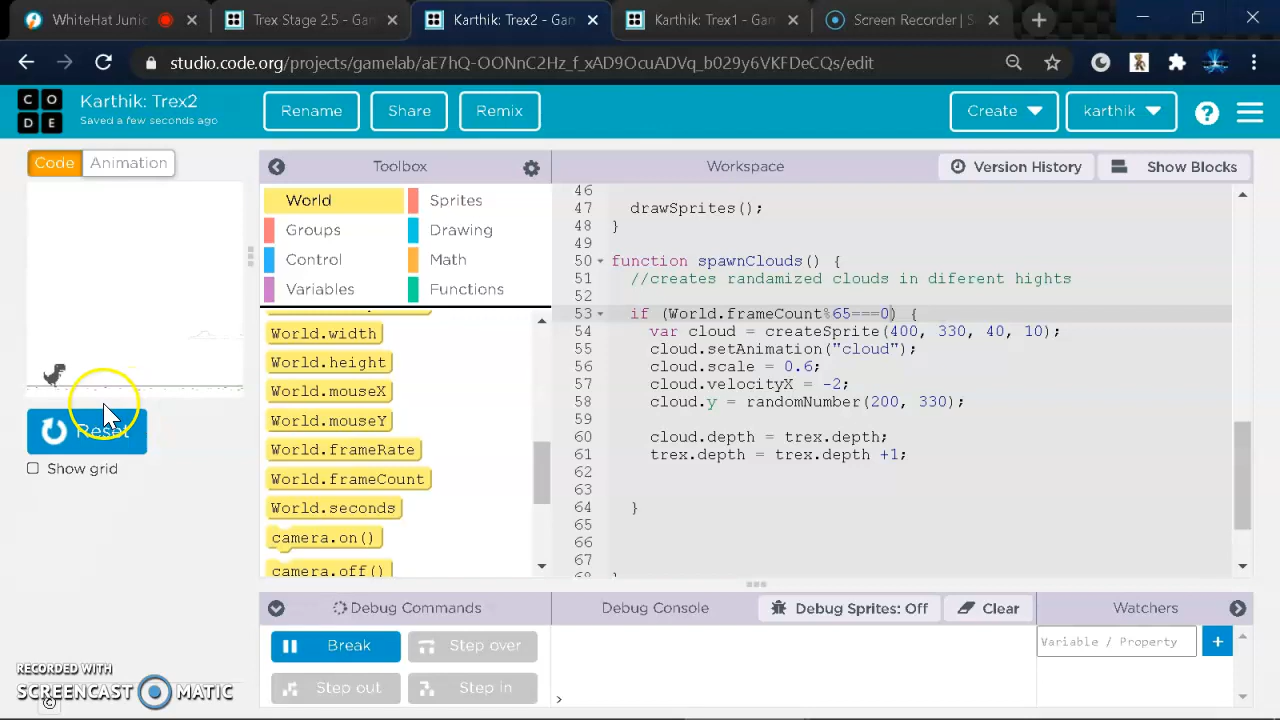 WhiteHat Junic
Trex Stage 2.5 - Gam
Karthik: Trex2 - Gam
Karthik: Trex1 - Gam
Screen Recorder | S
studio.code.org/projects/gamelab/aE7hQ-OONnC2Hz_f_xAD9OcuADVq_b029y6VKFDeCQs/edit
C O D E
Karthik: Trex2
Saved a few seconds ago
Rename
Share
Remix
Create
karthik
?
Code
Animation
Toolbox
Workspace
Version History
Show Blocks
World
Sprites
Groups
Drawing
Control
Math
Variables
Functions
World.width
World.height
World.mouseX
World.mouseY
World.frameRate
World.frameCount
World.seconds
camera.on()
camera.off()
46
47 drawSprites();
48 }
49
50 function spawnClouds() {
51 //creates randamized clouds in diferent hights
52
53 if (World.frameCount%65===0) {
54 var cloud = createSprite(400, 330, 40, 10);
55 cloud.setAnimation("cloud");
56 cloud.scale = 0.6;
57 cloud.velocityX = -2;
58 cloud.y = randomNumber(200, 330);
59
60 cloud.depth = trex.depth;
61 trex.depth = trex.depth +1;
62
63
64 }
65
66
67
68 }
Reset
Show grid
Debug Commands
Debug Console
Debug Sprites: Off
Clear
Watchers
Break
Step over
Step out
Step in
Variable / Property
+
>
RECORDED WITH
SCREENCAST MATIC
©